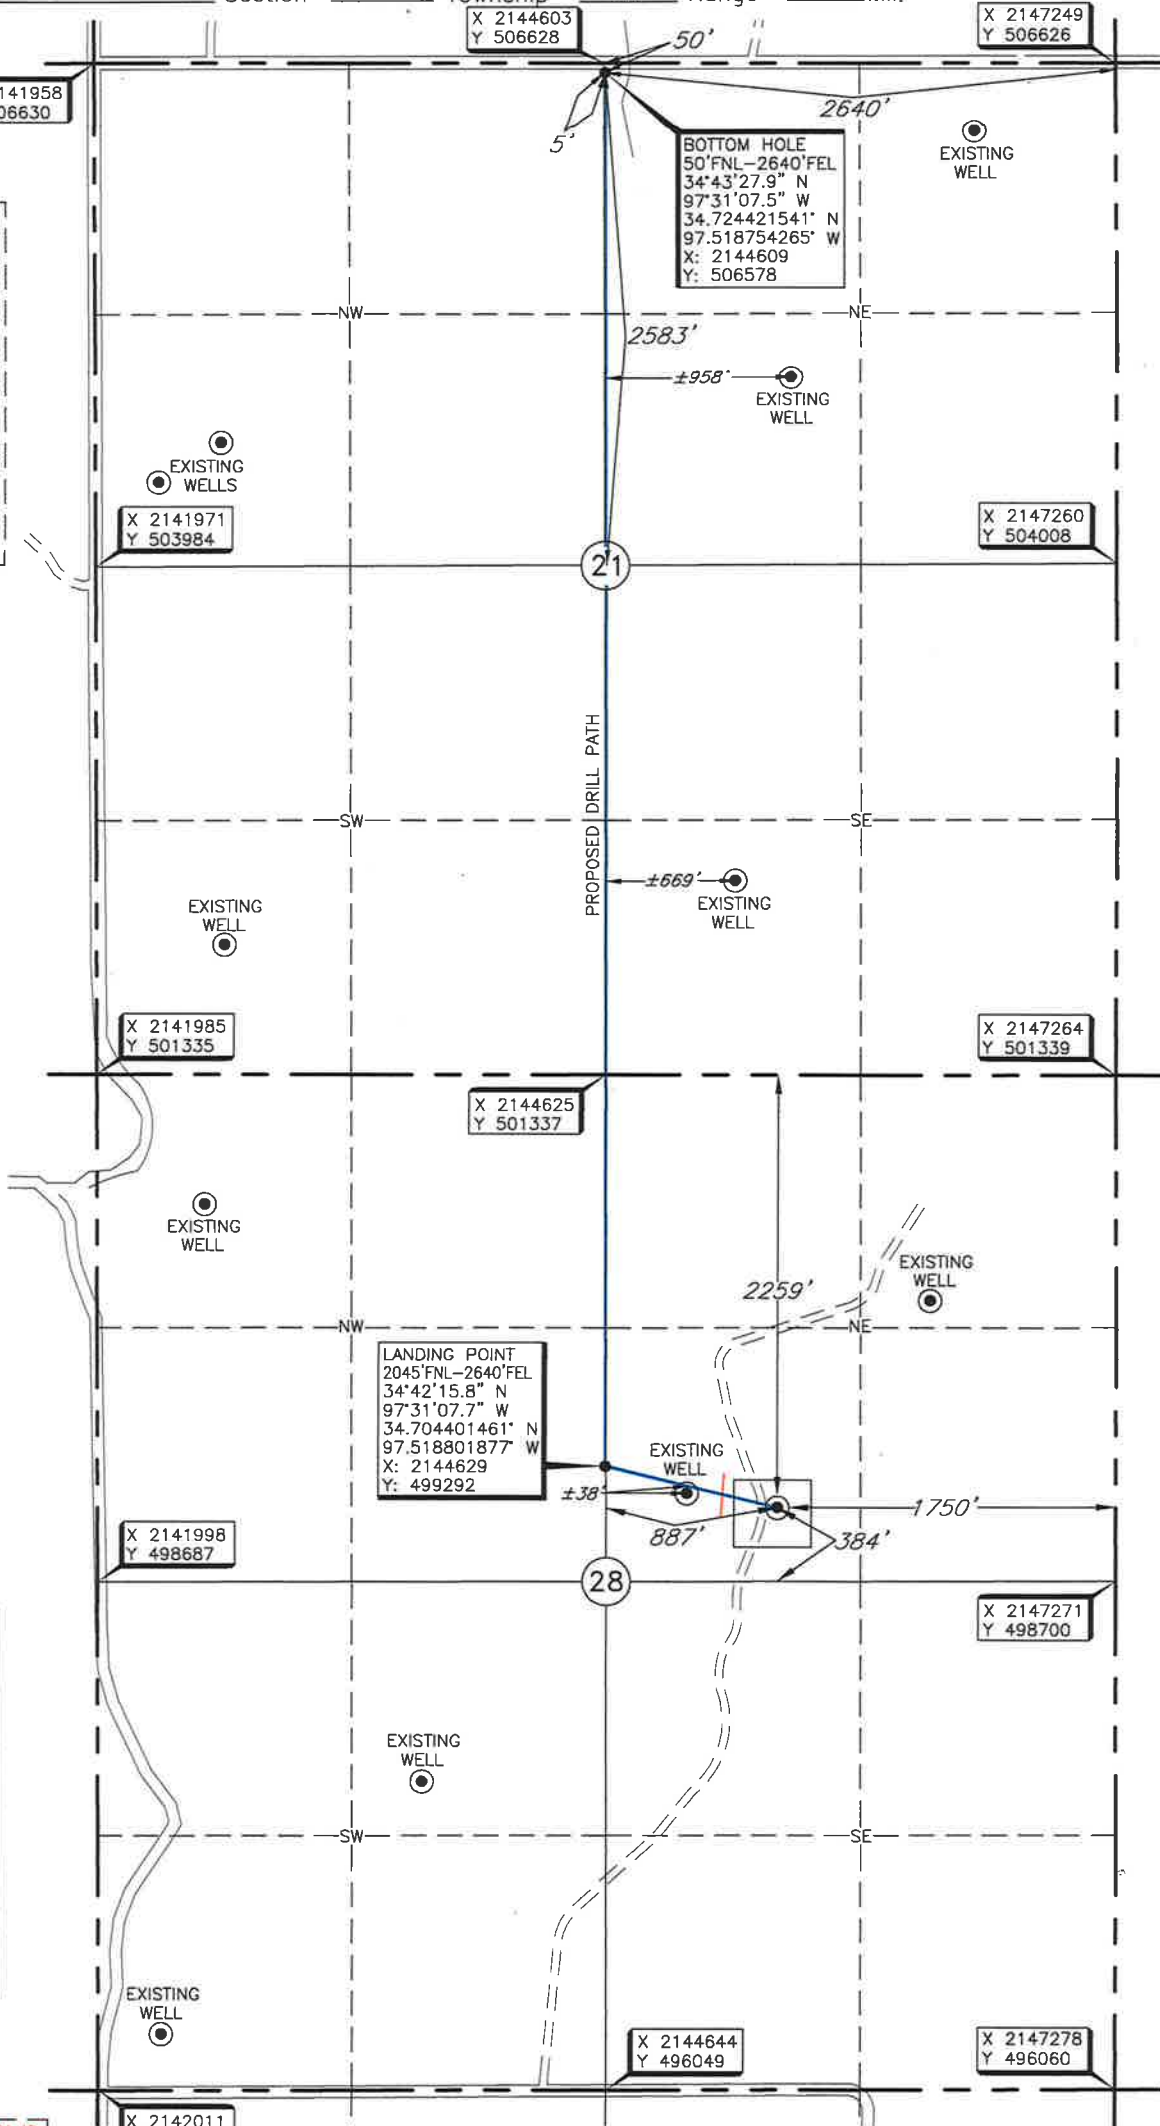 X 2144603
Y 506628
50'
X 2147249
Y 506626
141958
06630
2640'
5'
BOTTOM HOLE
50'FNL-2640'FEL
34°43'27.9" N
97°31'07.5" W
34.724421541° N
97.518754265° W
X: 2144609
Y: 506578
EXISTING
WELL
NW
NE
2583'
±958'
EXISTING
WELL
EXISTING
WELLS
X 2141971
Y 503984
X 2147260
Y 504008
21
PROPOSED DRILL PATH
SW
SE
±669'
EXISTING
WELL
EXISTING
WELL
X 2141985
Y 501335
X 2147264
Y 501339
X 2144625
Y 501337
EXISTING
WELL
EXISTING
WELL
2259'
NW
NE
LANDING POINT
2045'FNL-2640'FEL
34°42'15.8" N
97°31'07.7" W
34.704401461° N
97.518801877° W
X: 2144629
Y: 499292
EXISTING
WELL
±38'
1750'
887'
384'
X 2141998
Y 498687
28
X 2147271
Y 498700
EXISTING
WELL
SW
SE
EXISTING
WELL
X 2144644
Y 496049
X 2147278
Y 496060
X 2142011